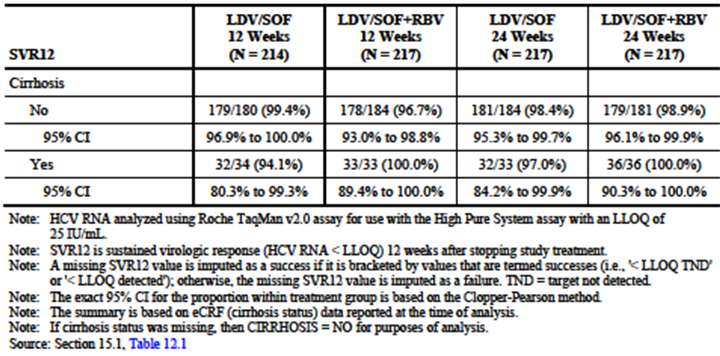 LDV/SOF LDV/SOF+RBV LDV/SOF LDV/SOF+RBV
12 Weeks 12 Weeks 24 Weeks 24 Weeks
SVR12 (N = 214) (N = 217) (N = 217) (N = 217)
Cirrhosis
No 179/180 (99.4%) 178/184 (96.7%) 181/184 (98.4%) 179/181 (98.9%)
95% CI 96.9% to 100.0% 93.0% to 98.8% 95.3% to 99.7% 96.1% to 99.9%
Yes 32/34 (94.1%) 33/33 (100.0%) 32/33 (97.0%) 36/36 (100.0%)
95% CI 80.3% to 99.3% 89.4% to 100.0% 84.2% to 99.9% 90.3% to 100.0%
Note: HCV RNA analyzed using Roche TaqMan v2.0 assay for use with the High Pure System assay with an LLOQ of
25 IU/mL.
Note: SVR12 is sustained virologic response (HCV RNA < LLOQ) 12 weeks after stopping study treatment.
Note: A missing SVR12 value is imputed as a success if it is bracketed by values that are termed successes (i.e., '< LLOQ TND'
or '< LLOQ detected'); otherwise, the missing SVR12 value is imputed as a failure. TND = target not detected.
Note: The exact 95% CI for the proportion within treatment group is based on the Clopper-Pearson method.
Note: The summary is based on eCRF (cirrhosis status) data reported at the time of analysis.
Note: If cirrhosis status was missing, then CIRRHOSIS = NO for purposes of analysis.
Source: Section 15.1, Table 12.1